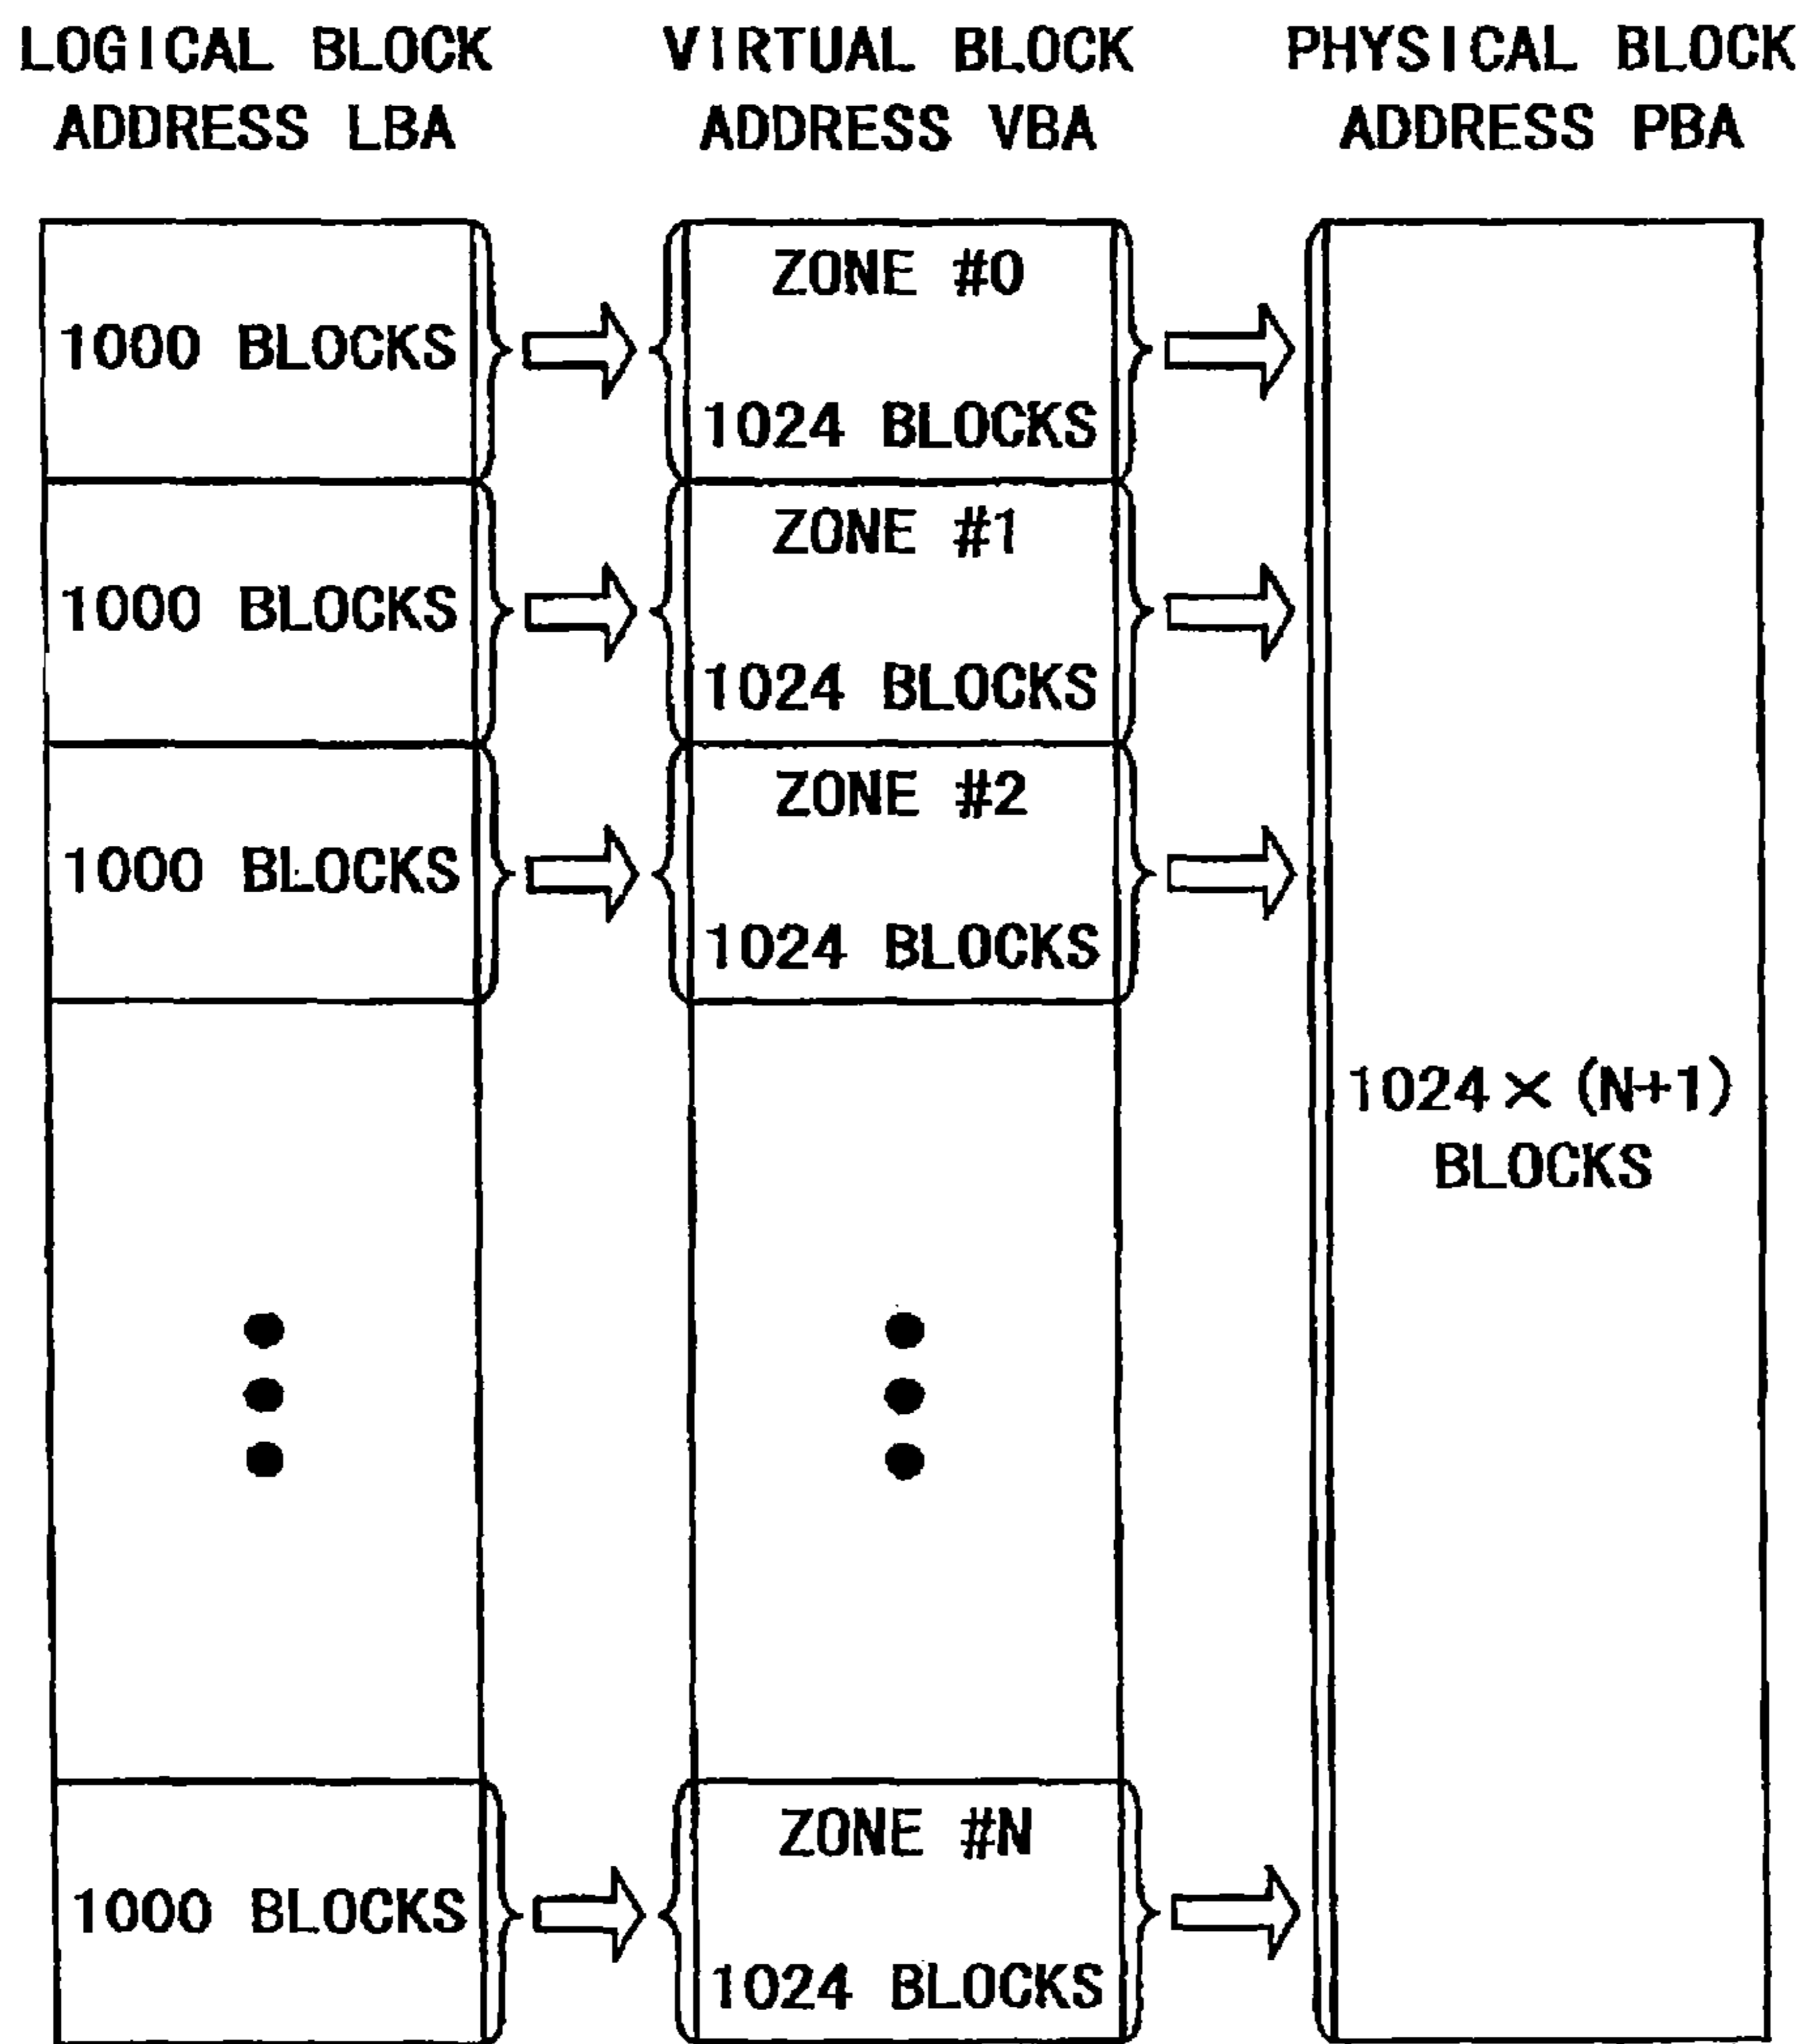 LOGICAL BLOCK
ADDRESS LBA
VIRTUAL BLOCK
ADDRESS VBA
PHYSICAL BLOCK
ADDRESS PBA
1000 BLOCKS
ZONE #0
1024 BLOCKS
1000 BLOCKS
ZONE #1
1024 BLOCKS
1000 BLOCKS
ZONE #2
1024 BLOCKS
1024 × (N+1)
BLOCKS
1000 BLOCKS
ZONE #N
1024 BLOCKS